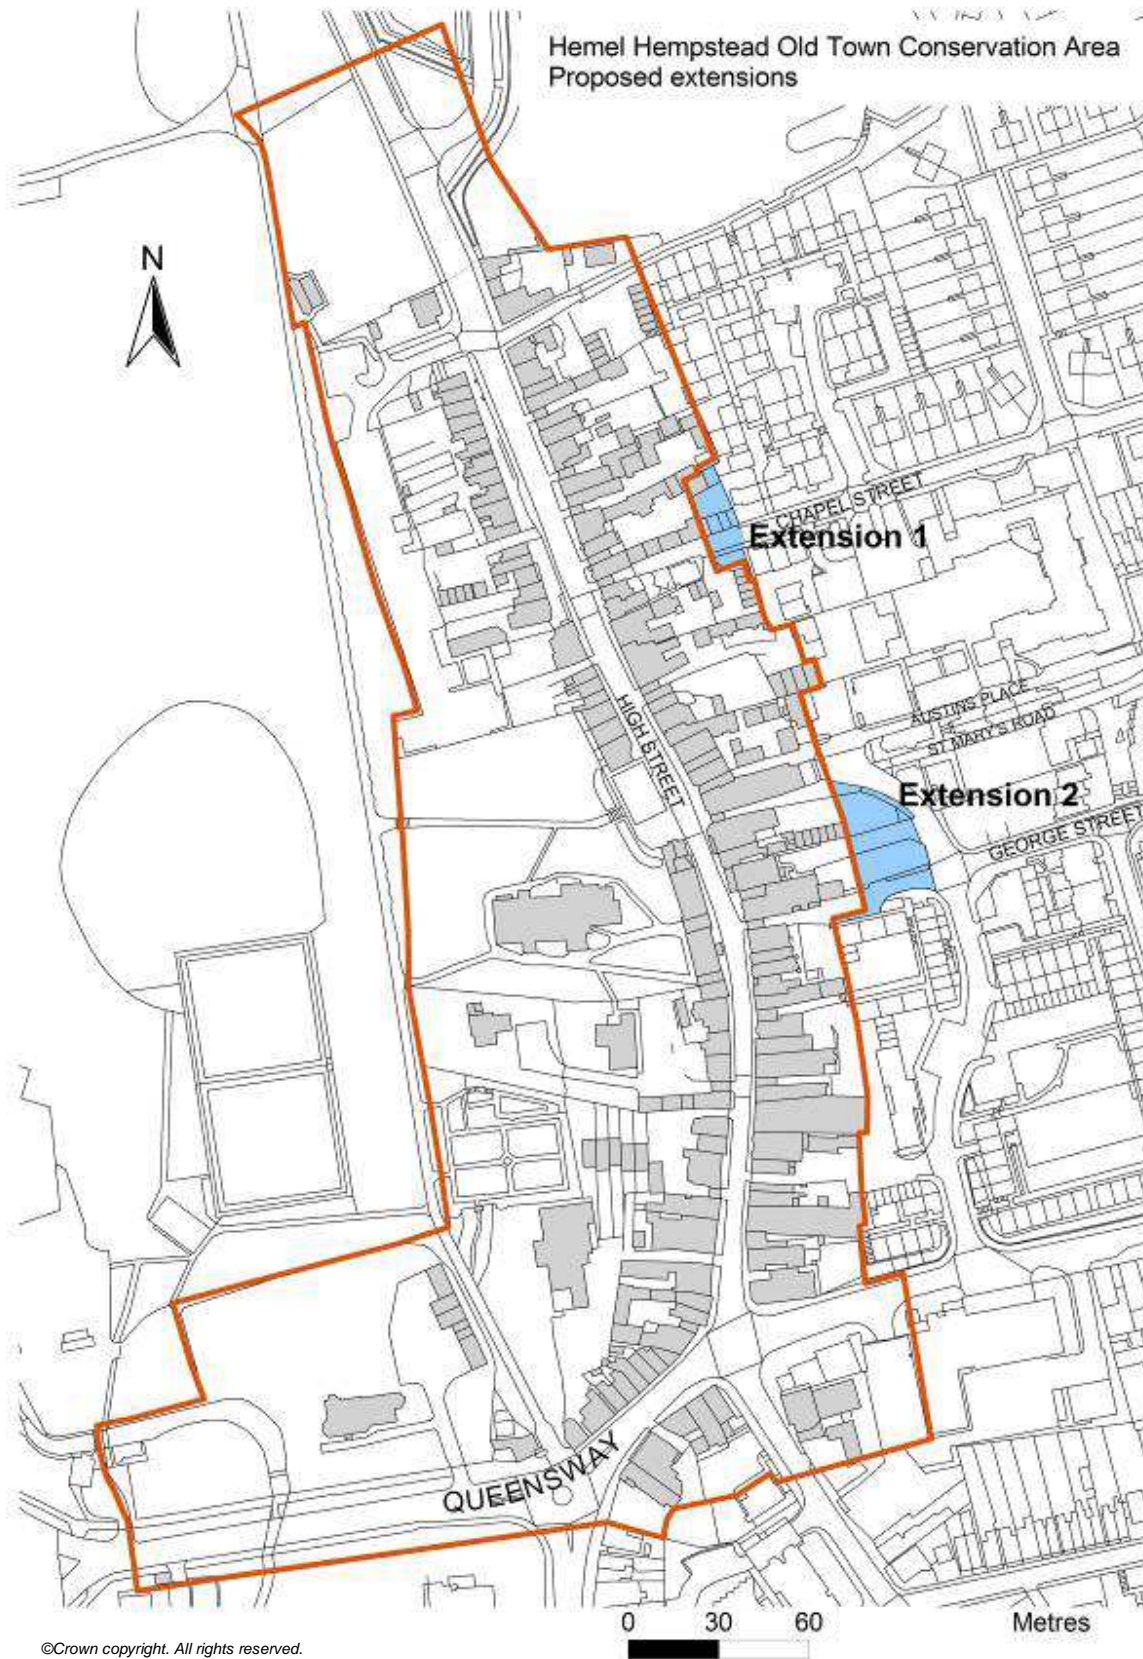 Hemel Hempstead Old Town Conservation Area
Proposed extensions
N
CHAPEL STREET
Extension 1
HIGH STREET
AUSTINS PLACE
ST MARY'S ROAD
Extension 2
GEORGE STREET
QUEENSWAY
0 30 60 Metres
©Crown copyright. All rights reserved.